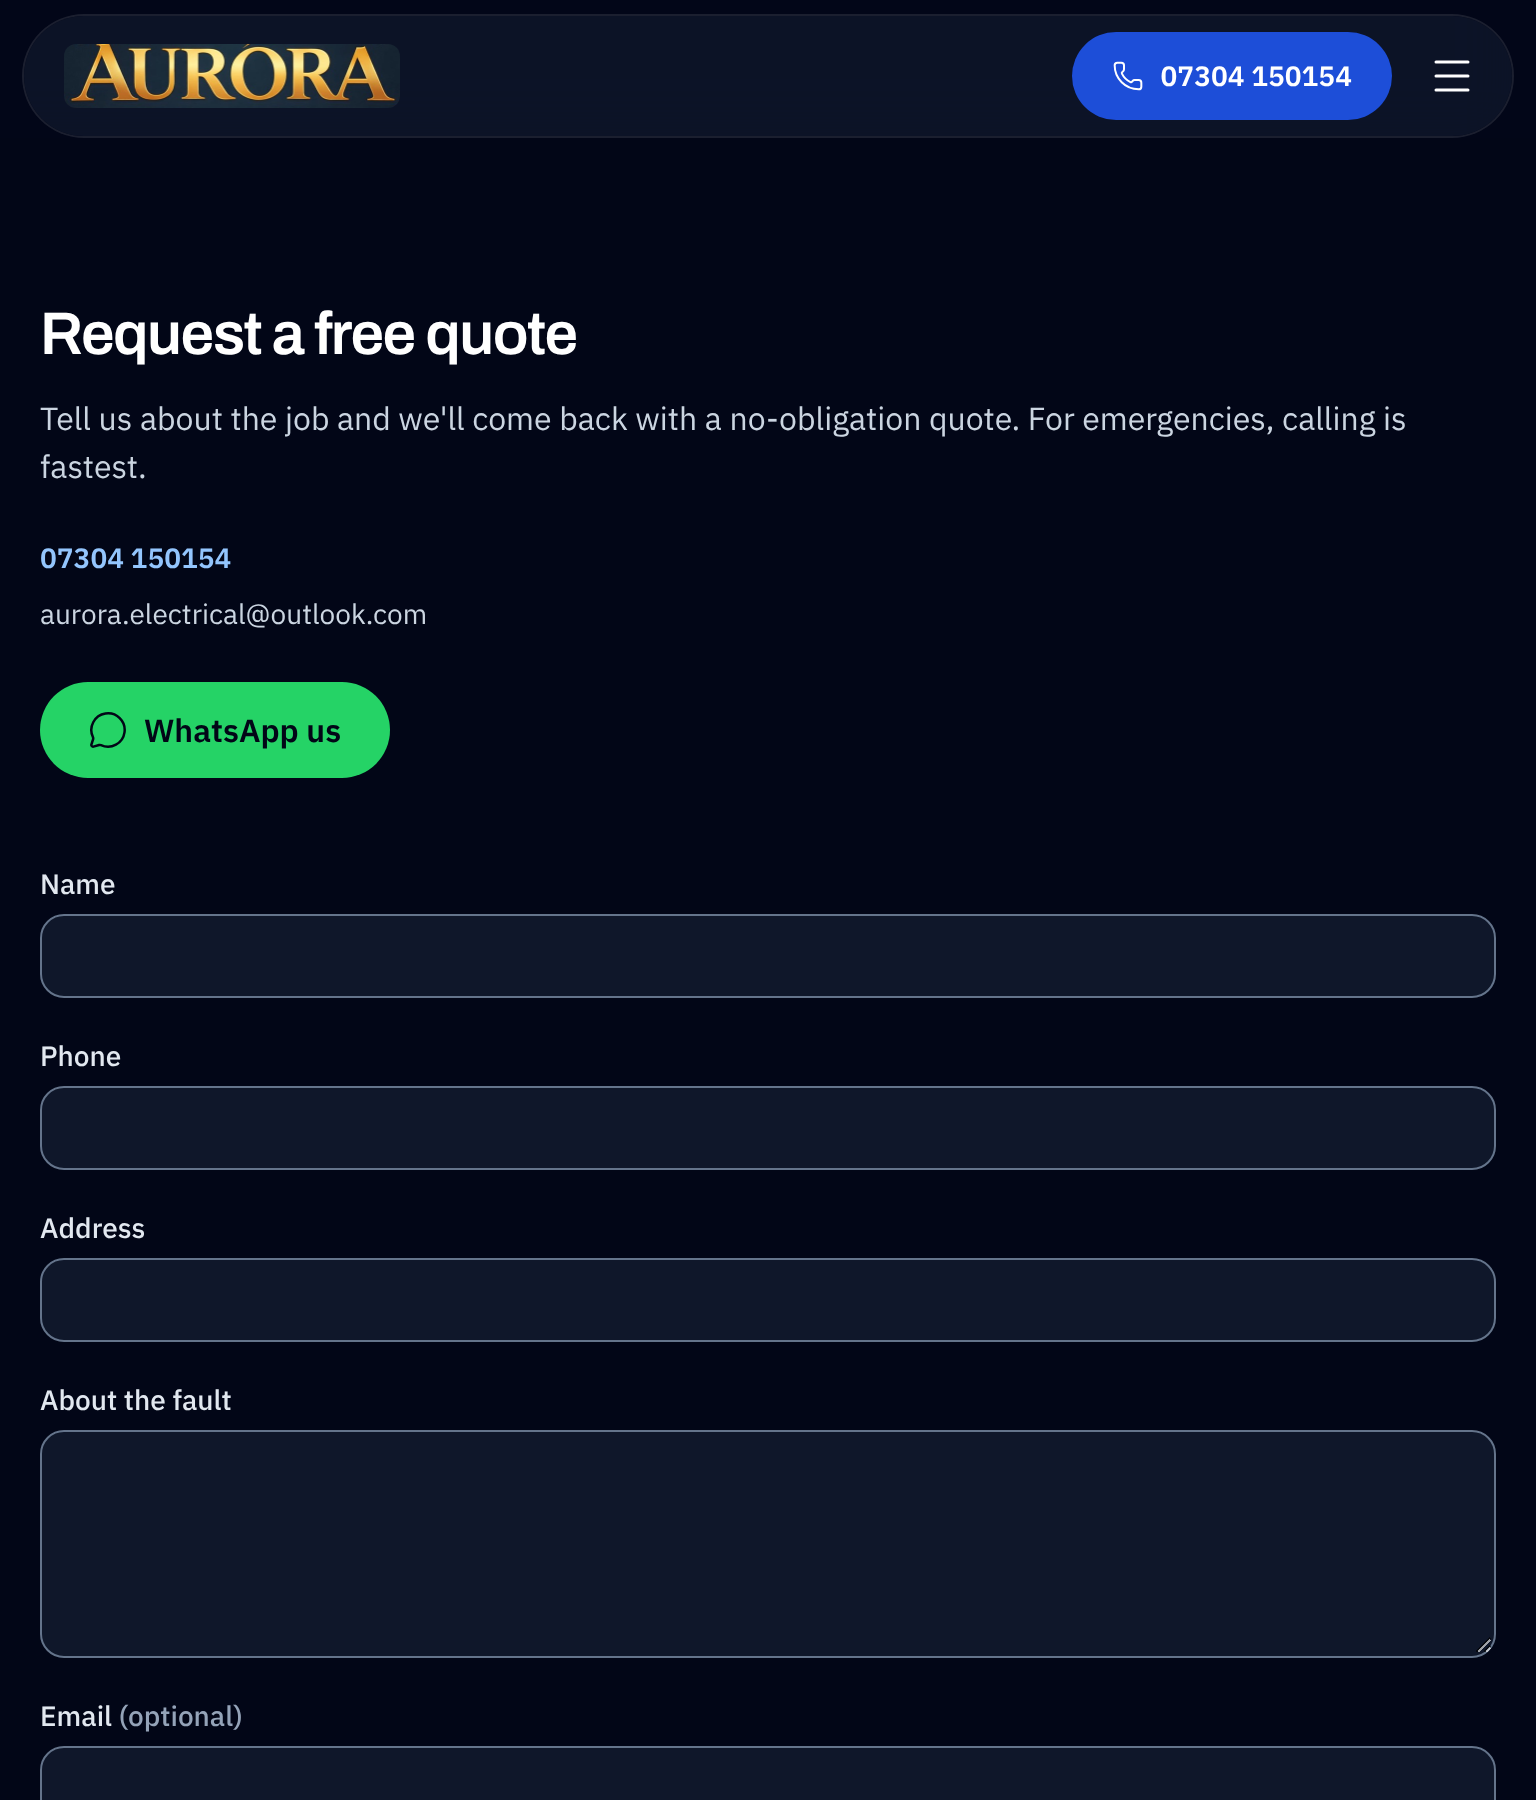 AURORA
07304 150154
Request a free quote
Tell us about the job and we'll come back with a no-obligation quote. For emergencies, calling is
fastest.
07304 150154
aurora.electrical@outlook.com
WhatsApp us
Name
Phone
Address
About the fault
Email (optional)